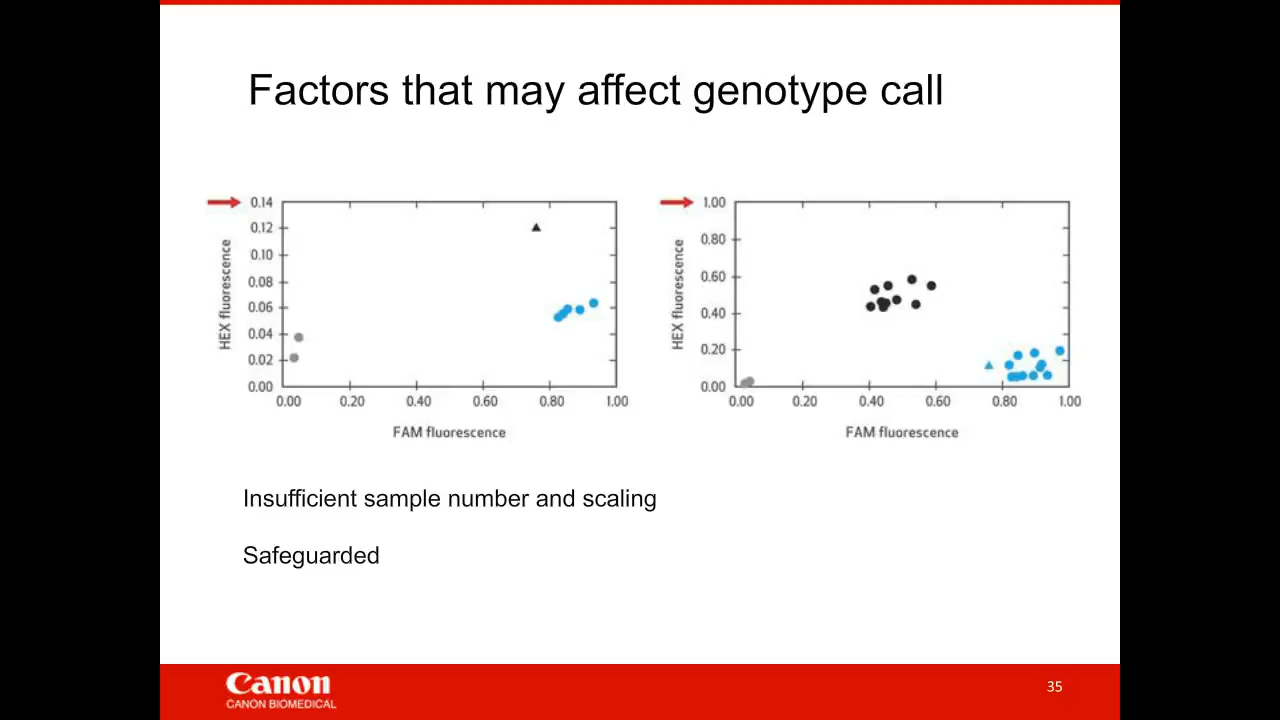 Factors that may affect genotype call
0.14
0.12
0.10
0.08
0.06
0.04
0.02
0.00
HEX fluorescence
0.00 0.20 0.40 0.60 0.80 1.00
FAM fluorescence
1.00
0.80
0.60
0.40
0.20
0.00
HEX fluorescence
0.00 0.20 0.40 0.60 0.80 1.00
FAM fluorescence
Insufficient sample number and scaling
Safeguarded
Canon
CANON BIOMEDICAL
35